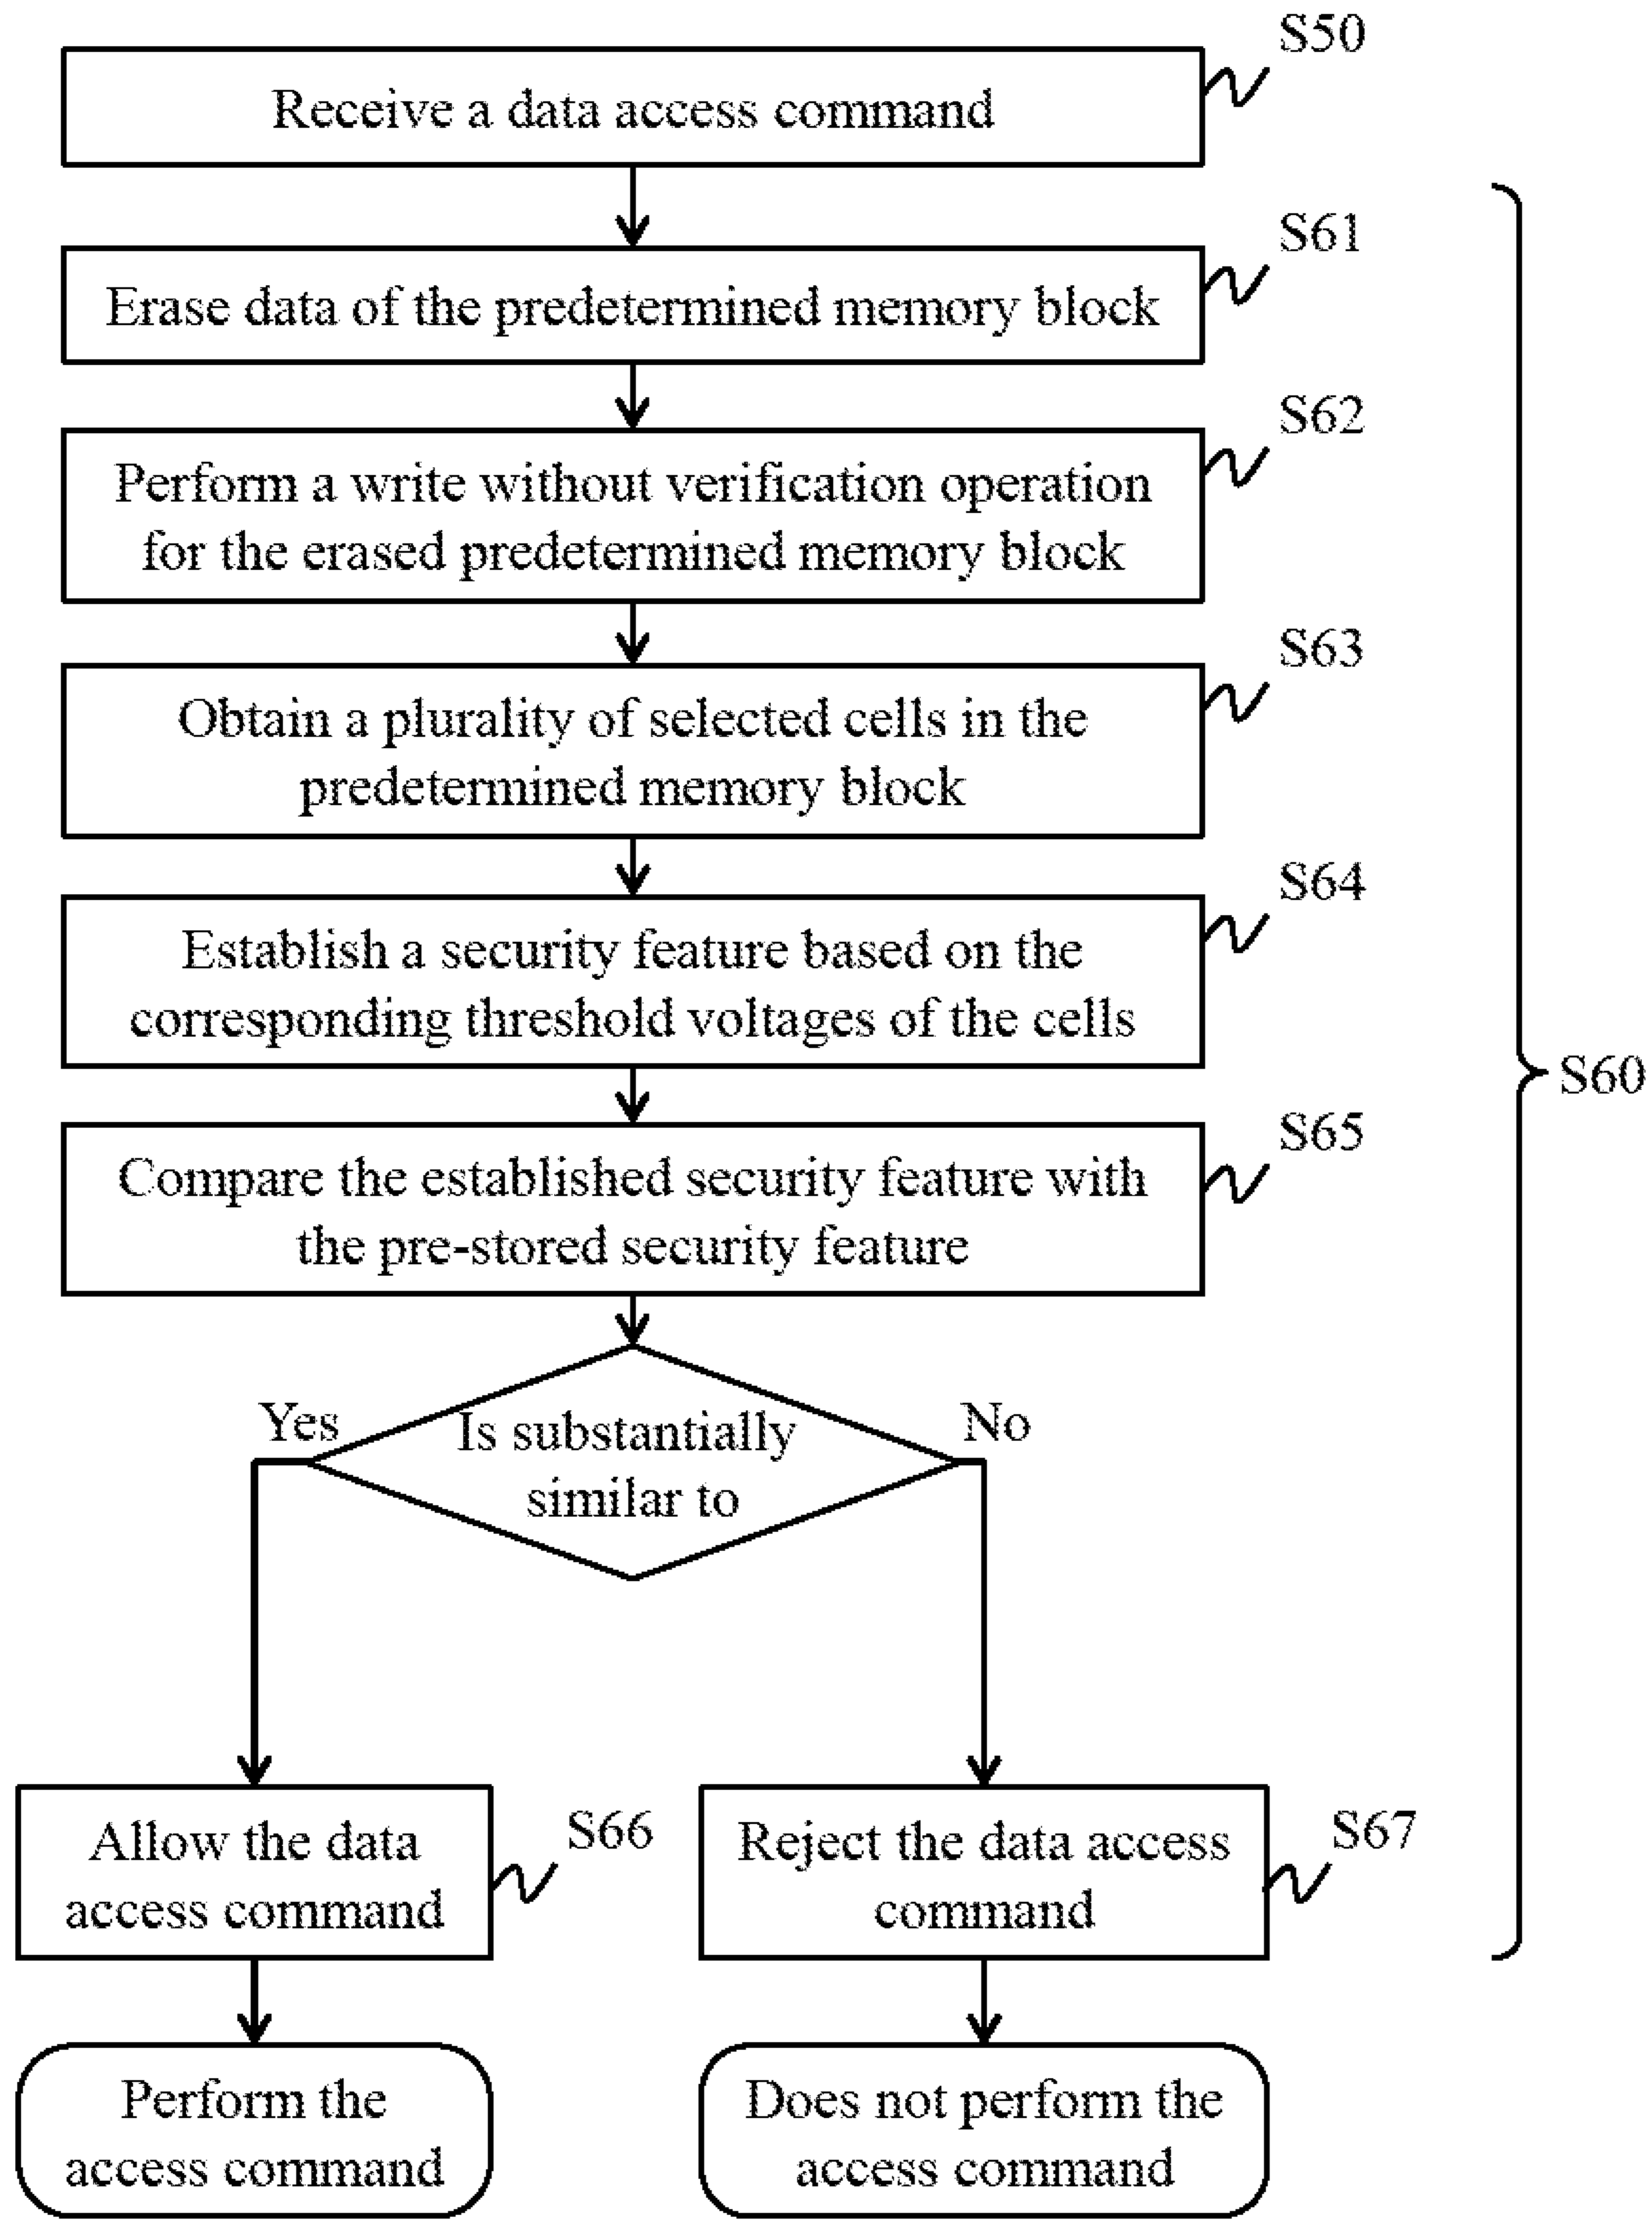 S50
Receive a data access command
S61
Erase data of the predetermined memory block
S62
Perform a write without verification operation
for the erased predetermined memory block
S63
Obtain a plurality of selected cells in the
predetermined memory block
S64
Establish a security feature based on the
corresponding threshold voltages of the cells
S60
S65
Compare the established security feature with
the pre-stored security feature
Yes
Is substantially
similar to
No
Allow the data
access command
S66
Reject the data access
command
S67
Perform the
access command
Does not perform the
access command